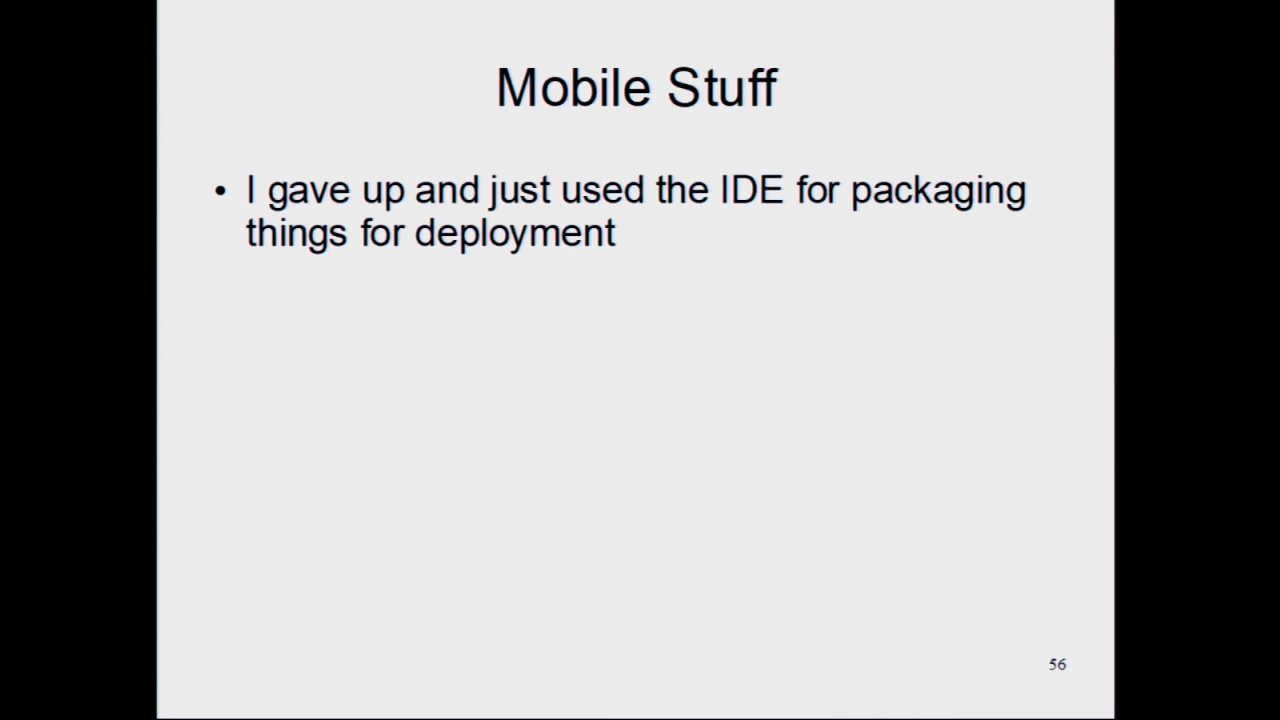 Mobile Stuff
• I gave up and just used the IDE for packaging
things for deployment
56